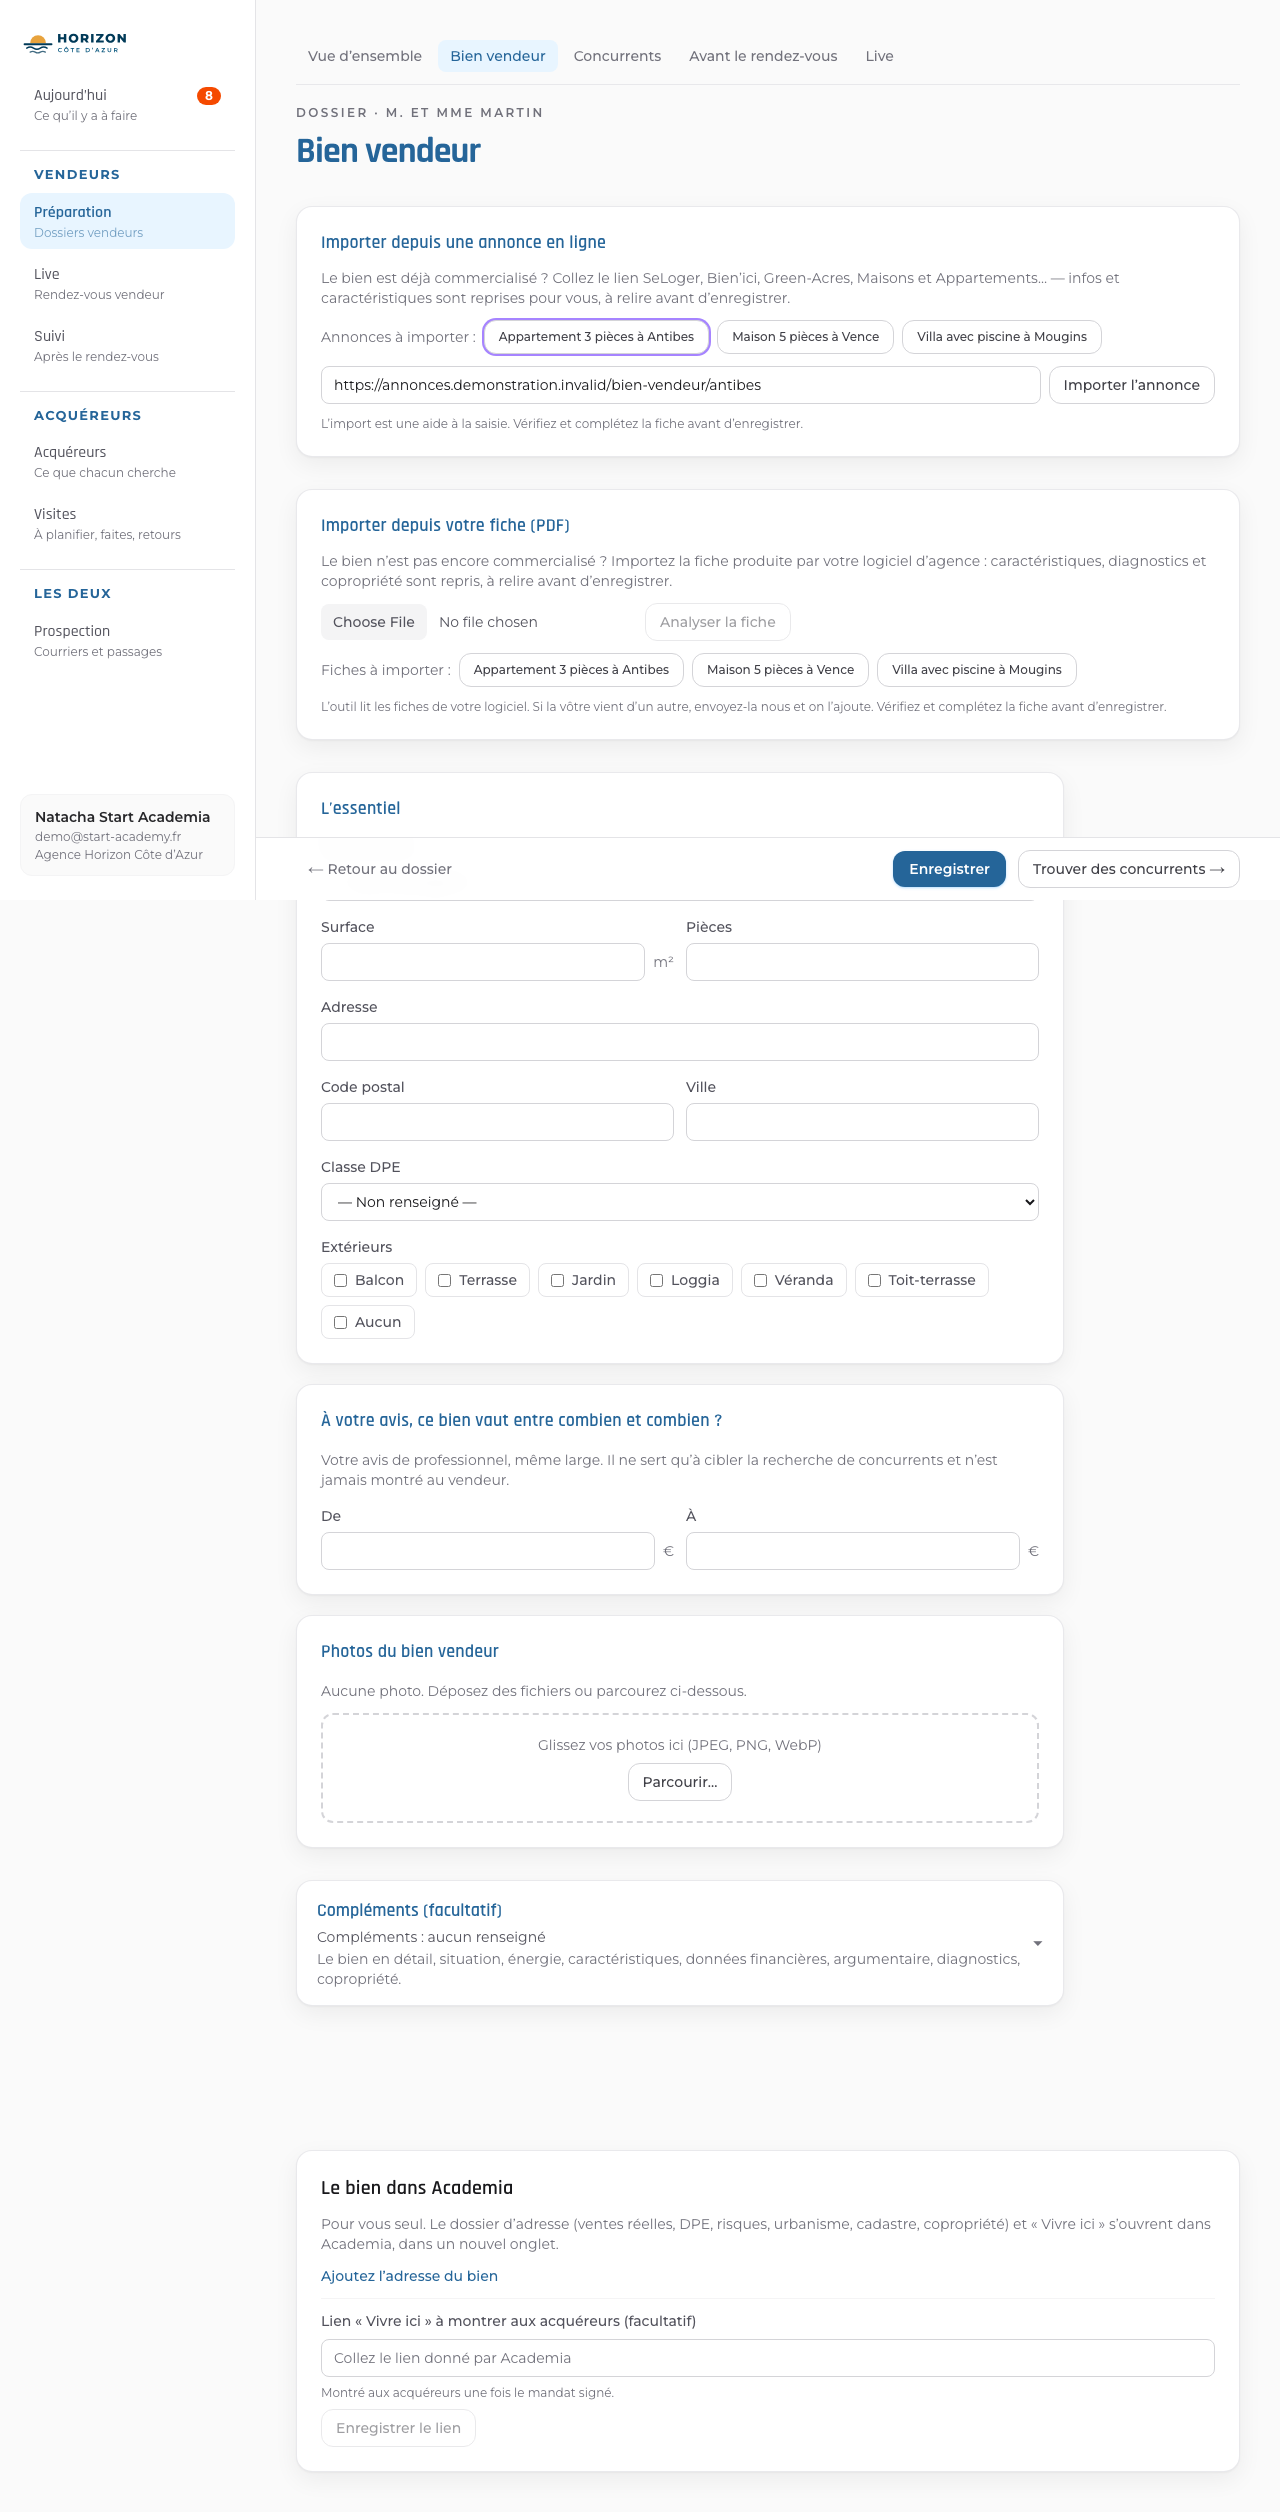 HORIZON
CÔTE D'AZUR
Aujourd'hui
8
Ce qu'il y a à faire
VENDEURS
Préparation
Dossiers vendeurs
Live
Rendez-vous vendeur
Suivi
Après le rendez-vous
ACQUÉREURS
Acquéreurs
Ce que chacun cherche
Visites
À planifier, faites, retours
LES DEUX
Prospection
Courriers et passages
Natacha Start Academia
demo@start-academy.fr
Agence Horizon Côte d'Azur
Vue d'ensemble
Bien vendeur
Concurrents
Avant le rendez-vous
Live
DOSSIER · M. ET MME MARTIN
Bien vendeur
Importer depuis une annonce en ligne
Le bien est déjà commercialisé ? Collez le lien SeLoger, Bien'ici, Green-Acres, Maisons et Appartements… — infos et
caractéristiques sont reprises pour vous, à relire avant d'enregistrer.
Annonces à importer :
Appartement 3 pièces à Antibes
Maison 5 pièces à Vence
Villa avec piscine à Mougins
https://annonces.demonstration.invalid/bien-vendeur/antibes
Importer l'annonce
L'import est une aide à la saisie. Vérifiez et complétez la fiche avant d'enregistrer.
Importer depuis votre fiche (PDF)
Le bien n'est pas encore commercialisé ? Importez la fiche produite par votre logiciel d'agence : caractéristiques, diagnostics et
copropriété sont repris, à relire avant d'enregistrer.
Choose File
No file chosen
Analyser la fiche
Fiches à importer :
Appartement 3 pièces à Antibes
Maison 5 pièces à Vence
Villa avec piscine à Mougins
L'outil lit les fiches de votre logiciel. Si la vôtre vient d'un autre, envoyez-la nous et on l'ajoute. Vérifiez et complétez la fiche avant d'enregistrer.
L'essentiel
← Retour au dossier
Enregistrer
Trouver des concurrents →
Surface
Pièces
m²
Adresse
Code postal
Ville
Classe DPE
— Non renseigné —
Extérieurs
Balcon
Terrasse
Jardin
Loggia
Véranda
Toit-terrasse
Aucun
À votre avis, ce bien vaut entre combien et combien ?
Votre avis de professionnel, même large. Il ne sert qu'à cibler la recherche de concurrents et n'est
jamais montré au vendeur.
De
À
€
€
Photos du bien vendeur
Aucune photo. Déposez des fichiers ou parcourez ci-dessous.
Glissez vos photos ici (JPEG, PNG, WebP)
Parcourir…
Compléments (facultatif)
Compléments : aucun renseigné
Le bien en détail, situation, énergie, caractéristiques, données financières, argumentaire, diagnostics,
copropriété.
Le bien dans Academia
Pour vous seul. Le dossier d'adresse (ventes réelles, DPE, risques, urbanisme, cadastre, copropriété) et « Vivre ici » s'ouvrent dans
Academia, dans un nouvel onglet.
Ajoutez l'adresse du bien
Lien « Vivre ici » à montrer aux acquéreurs (facultatif)
Collez le lien donné par Academia
Montré aux acquéreurs une fois le mandat signé.
Enregistrer le lien